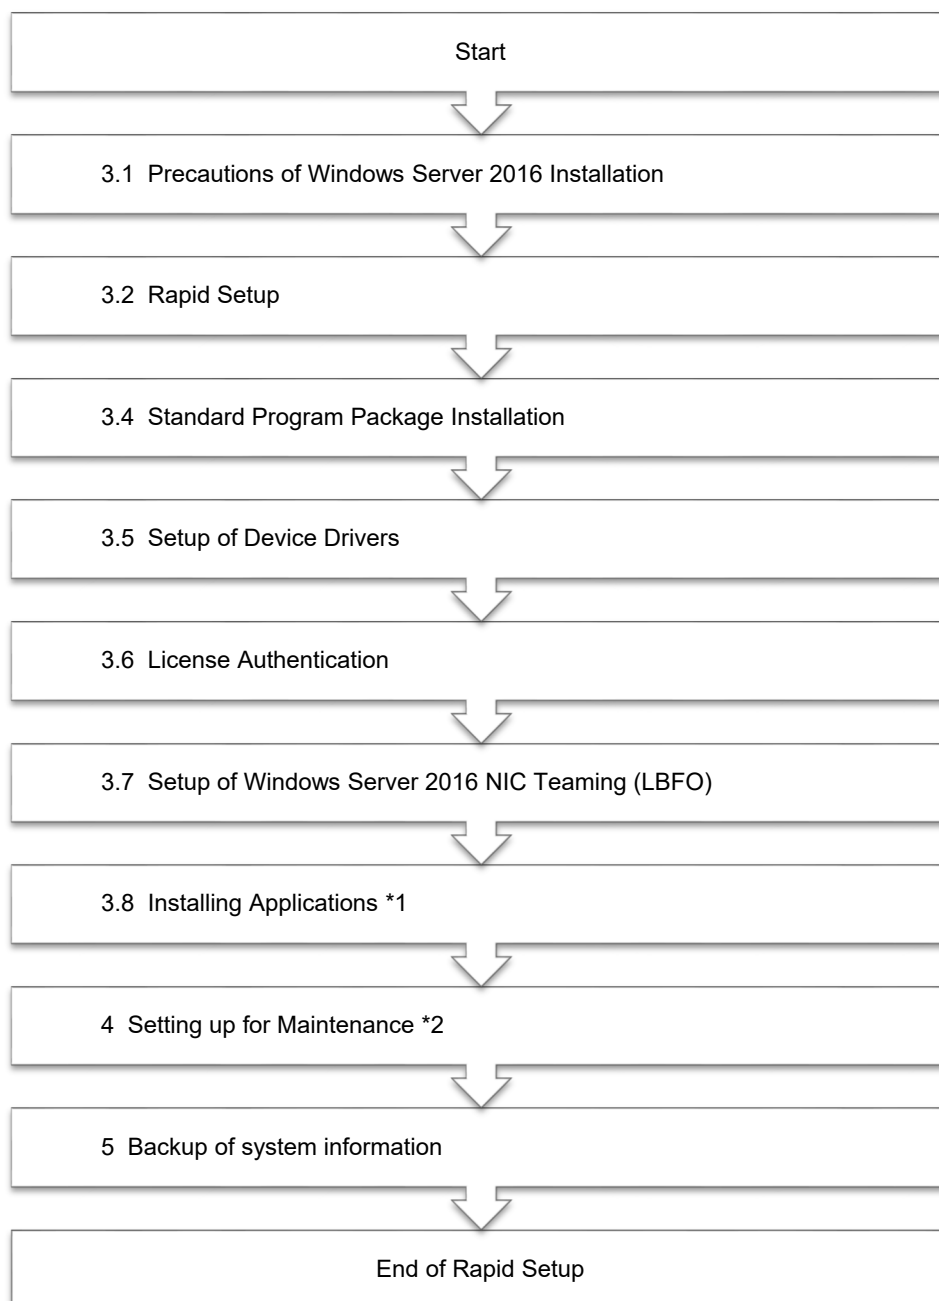 Start
3.1 Precautions of Windows Server 2016 Installation
3.2 Rapid Setup
3.4 Standard Program Package Installation
3.5 Setup of Device Drivers
3.6 License Authentication
3.7 Setup of Windows Server 2016 NIC Teaming (LBFO)
3.8 Installing Applications *1
4 Setting up for Maintenance *2
5 Backup of system information
End of Rapid Setup